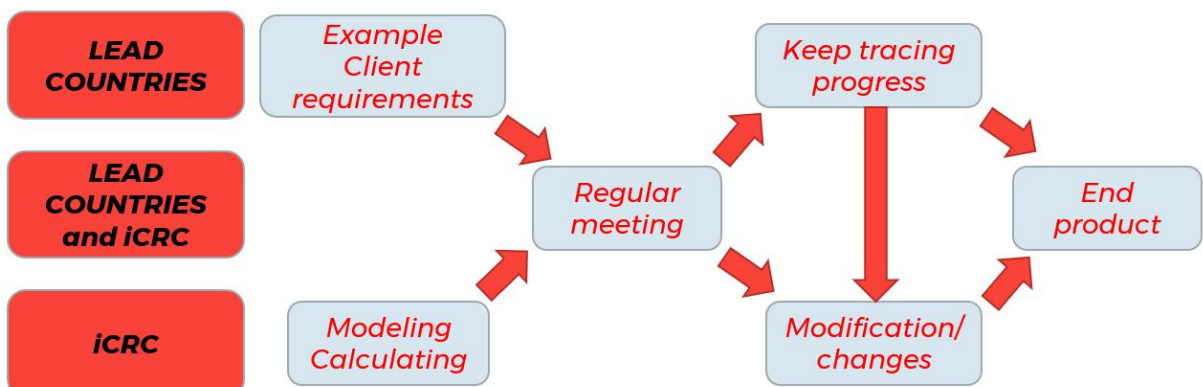 LEAD
COUNTRIES
Example
Client
requirements
Keep tracing
progress
LEAD
COUNTRIES
and iCRC
Regular
meeting
End
product
iCRC
Modeling
Calculating
Modification/
changes